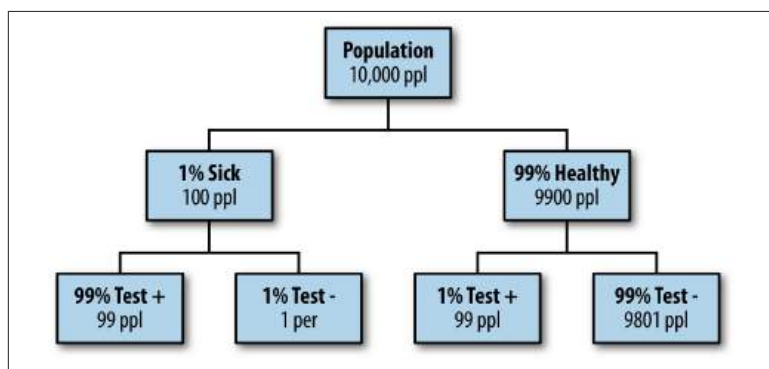 Population
10,000 ppl
1% Sick
100 ppl
99% Healthy
9900 ppl
99% Test +
99 ppl
1% Test -
1 per
1% Test +
99 ppl
99% Test -
9801 ppl